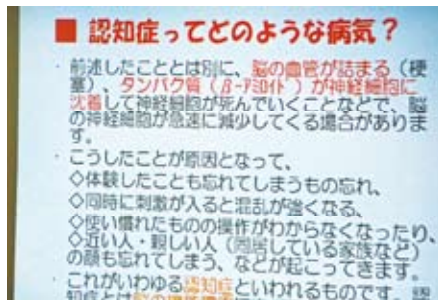 ■ 認知症ってどのような病気?
・前述したこととは別に、脳の血管が詰まる(梗
塞)、タンパク質(β-アミロイド)が神経細胞に
沈着して神経細胞が死んでいくことなどで、脳
の神経細胞が急速に減少してくる場合がありま
す。
・こうしたことが原因となって、
◇体験したことも忘れてしまうもの忘れ、
◇同時に刺激が入ると混乱が強くなる、
◇使い慣れたものの操作がわからなくなったり、
◇近い人・親しい人(同居している家族など)
の顔も忘れてしまう、などが起こってきます。
・これがいわゆる認知症といわれるものです。認
知症とは脳の